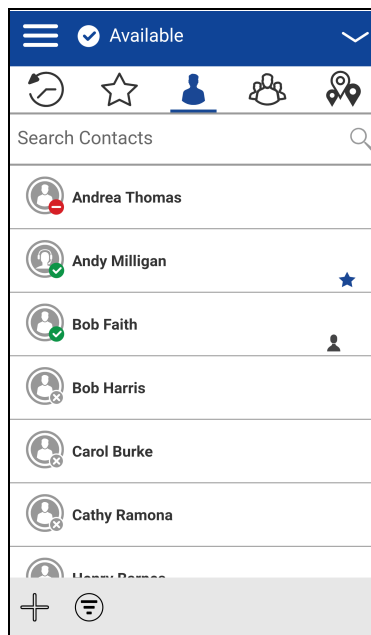 Available
Search Contacts
Andrea Thomas
Andy Milligan
Bob Faith
Bob Harris
Carol Burke
Cathy Ramona